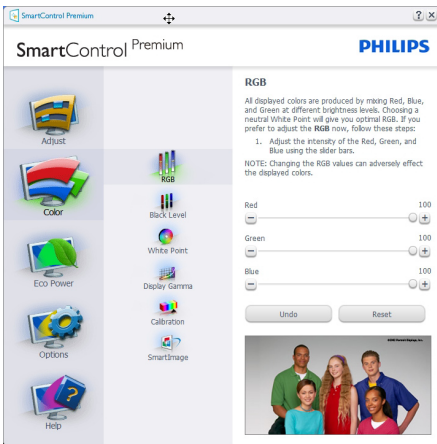 SmartControl Premium
SmartControl Premium
PHILIPS
Adjust
Color
Eco Power
Options
Help
RGB
Black Level
White Point
Display Gamma
Calibration
SmartImage
RGB
All displayed colors are produced by mixing Red, Blue,
and Green at different brightness levels. Choosing a
neutral White Point will give you optimal RGB. If you
prefer to adjust the RGB now, follow these steps:
1. Adjust the intensity of the Red, Green, and
Blue using the slider bars.
NOTE: Changing the RGB values can adversely effect
the displayed colors.
Red 100
Green 100
Blue 100
Undo Reset